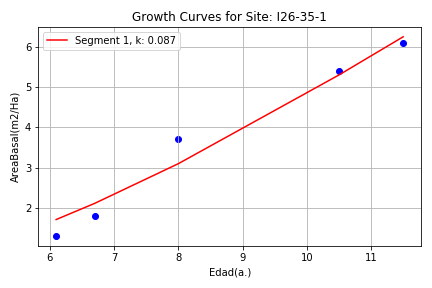 Growth Curves for Site: I26-35-1
Segment 1, k: 0.087
AreaBasal(m2/Ha)
6
5
4
3
2
6 7 8 9 10 11
Edad(a.)